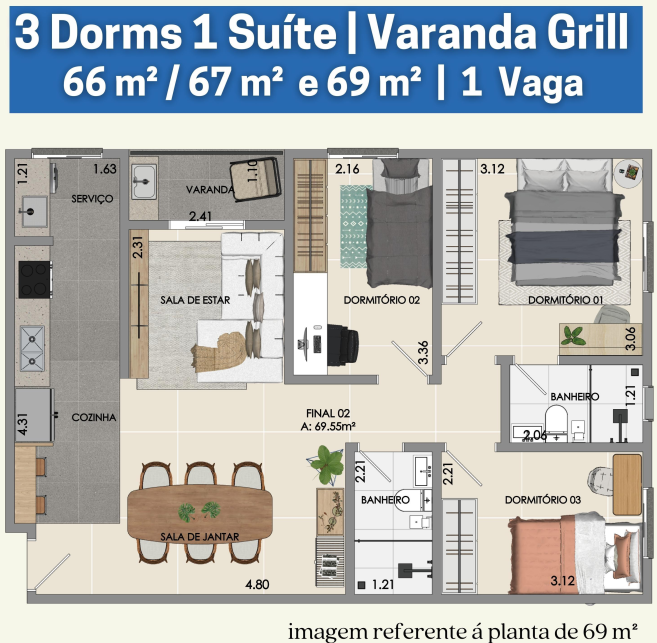 3 Dorms 1 Suíte | Varanda Grill
66 m² / 67 m² e 69 m² | 1 Vaga
1.21
1.63
SERVIÇO
VARANDA
1.10
2.41
2.16
3.12
2.31
SALA DE ESTAR
DORMITÓRIO 02
DORMITÓRIO 01
3.36
3.06
4.31
COZINHA
FINAL 02
A: 69.55m²
BANHEIRO
1.21
2.06
2.21
BANHEIRO
2.21
DORMITÓRIO 03
SALA DE JANTAR
4.80
1.21
3.12
imagem referente á planta de 69 m²